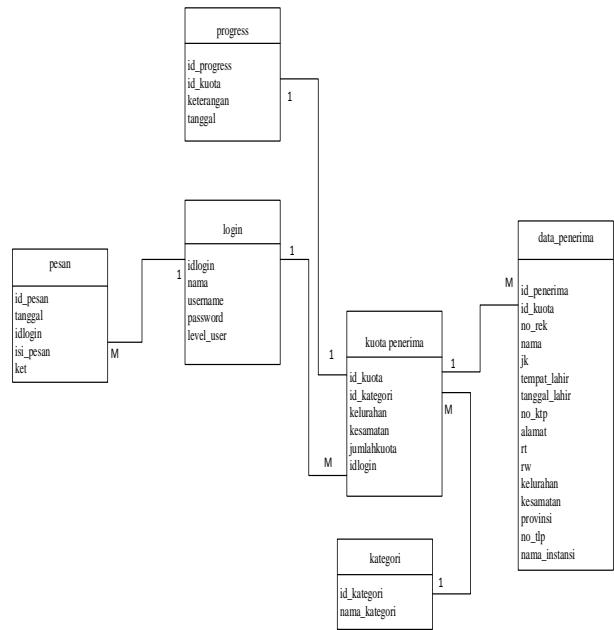 progress
id_progress
id_kuota
keterangan
tanggal
1
login
idlogin
nama
username
password
level_user
1
1
pesan
id_pesan
tanggal
idlogin
isi_pesan
ket
M
kuota penerima
id_kuota
id_kategori
kelurahan
kesamatan
jumlahkuota
idlogin
1
M
1
M
data_penerima
id_penerima
id_kuota
no_rek
nama
jk
tempat_lahir
tanggal_lahir
no_ktp
alamat
rt
rw
kelurahan
kesamatan
provinsi
no_tlp
nama_instansi
M
kategori
id_kategori
nama_kategori
1